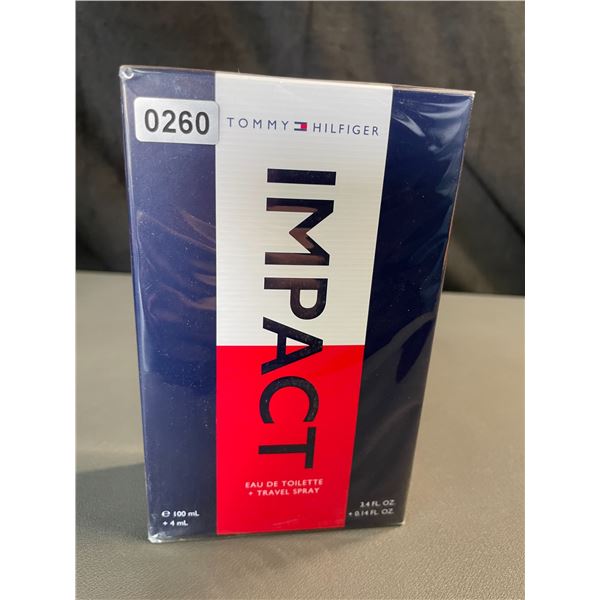 0260
TOMMY HILFIGER
IMPACT
EAU DE TOILETTE
+ TRAVEL SPRAY
℮ 100 mL
+ 4 mL
3.4 FL. OZ.
+ 0.14 FL. OZ.